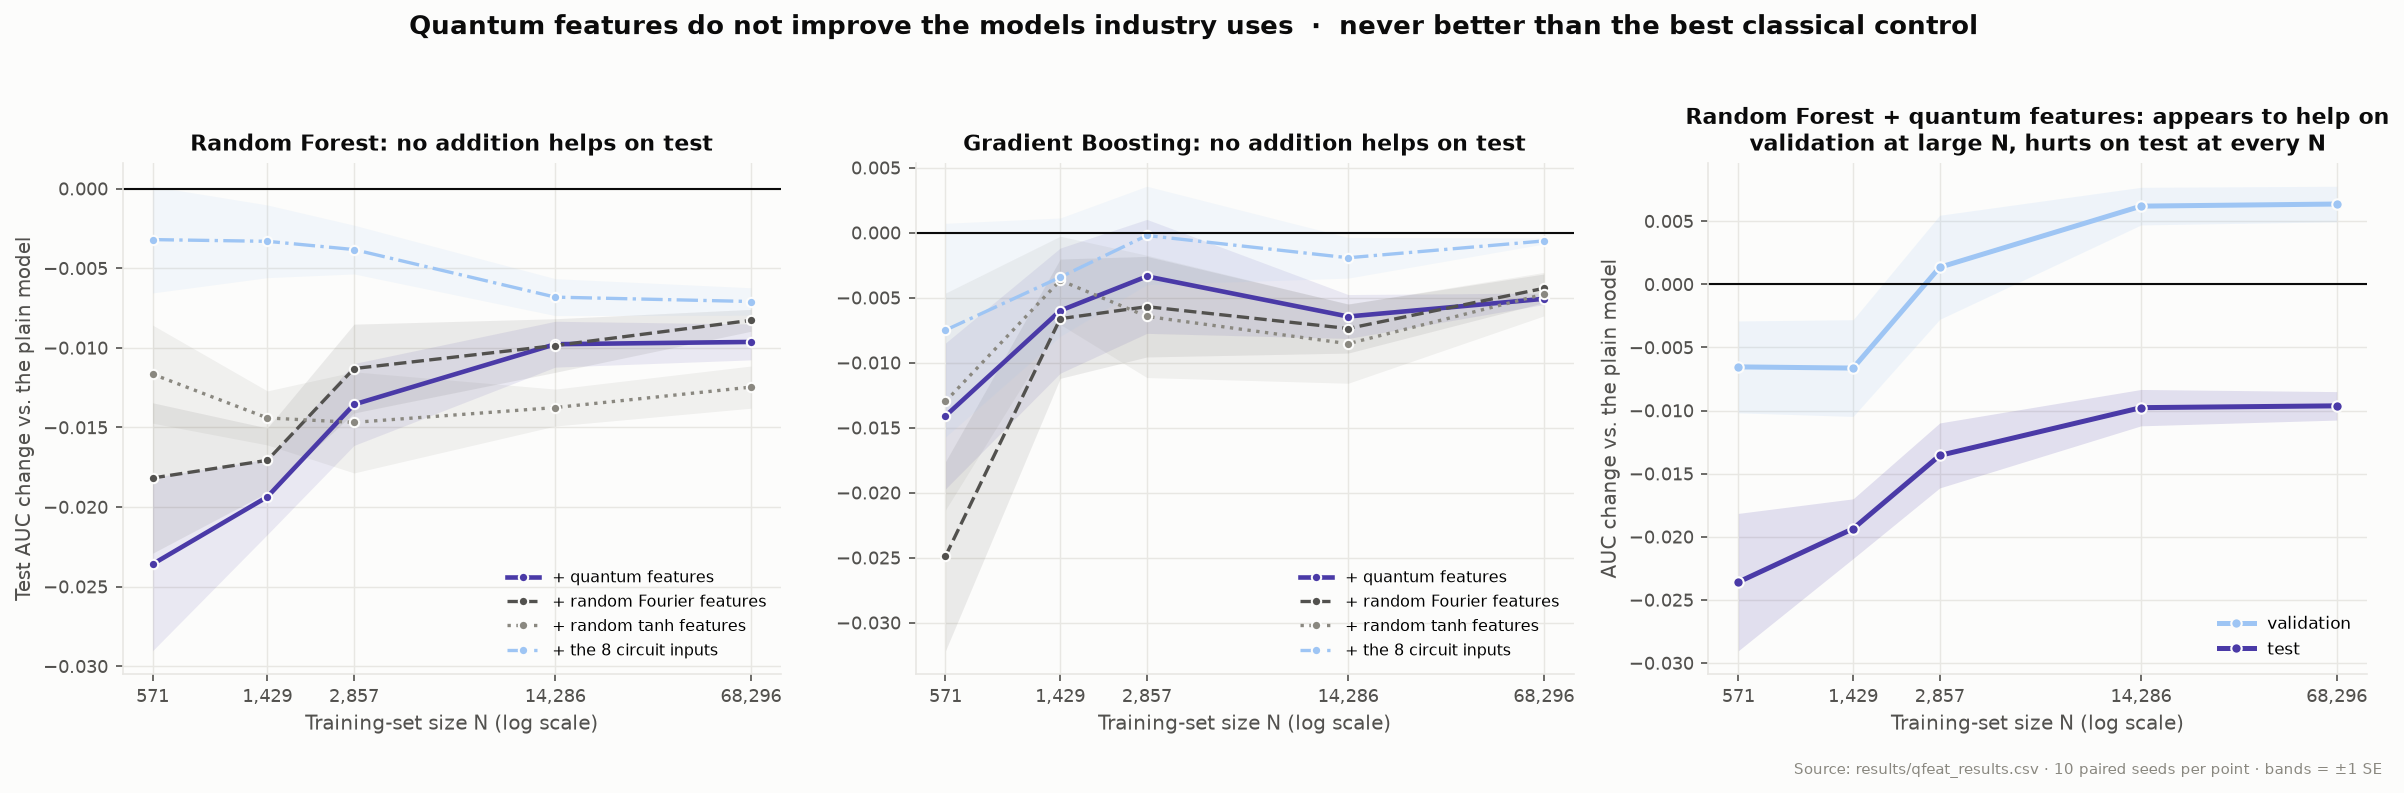 Quantum features do not improve the models industry uses · never better than the best classical control
Random Forest: no addition helps on test
Test AUC change vs. the plain model
0.000
−0.005
−0.010
−0.015
−0.020
−0.025
−0.030
+ quantum features
+ random Fourier features
+ random tanh features
+ the 8 circuit inputs
571
1,429
2,857
14,286
68,296
Training-set size N (log scale)
Gradient Boosting: no addition helps on test
0.005
0.000
−0.005
−0.010
−0.015
−0.020
−0.025
−0.030
+ quantum features
+ random Fourier features
+ random tanh features
+ the 8 circuit inputs
571
1,429
2,857
14,286
68,296
Training-set size N (log scale)
Random Forest + quantum features: appears to help on
validation at large N, hurts on test at every N
AUC change vs. the plain model
0.005
0.000
−0.005
−0.010
−0.015
−0.020
−0.025
−0.030
validation
test
571
1,429
2,857
14,286
68,296
Training-set size N (log scale)
Source: results/qfeat_results.csv · 10 paired seeds per point · bands = ±1 SE